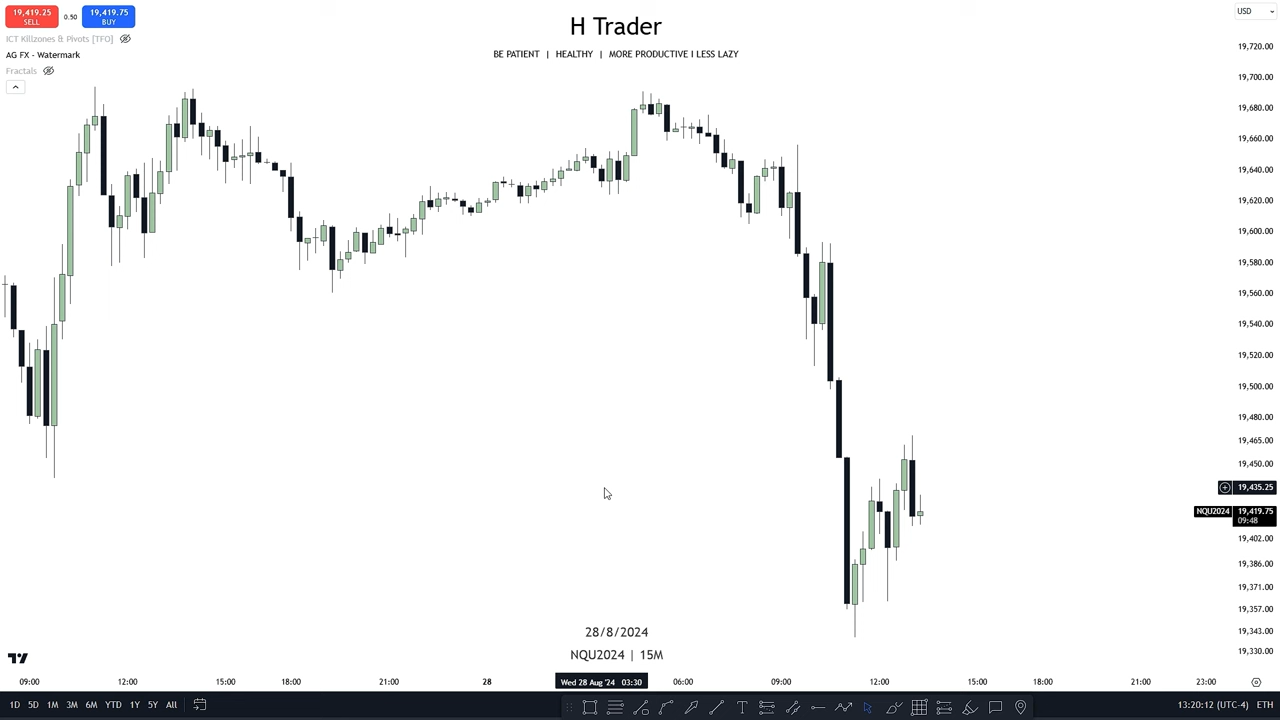 H Trader
BE PATIENT | HEALTHY | MORE PRODUCTIVE I LESS LAZY
19,419.25
SELL
0.50
19,419.75
BUY
ICT Killzones & Pivots [TFO]
AG FX - Watermark
Fractals
USD
19,720.00
19,700.00
19,680.00
19,660.00
19,640.00
19,620.00
19,600.00
19,580.00
19,560.00
19,540.00
19,520.00
19,500.00
19,480.00
19,465.00
19,450.00
19,435.25
NQU2024 19,419.75
09:48
19,402.00
19,386.00
19,371.00
19,357.00
19,343.00
19,330.00
28/8/2024
NQU2024 | 15M
09:00 12:00 15:00 18:00 21:00 28 Wed 28 Aug '24 03:30 06:00 09:00 12:00 15:00 18:00 21:00 23:00
1D 5D 1M 3M 6M YTD 1Y 5Y All
13:20:12 (UTC-4) ETH